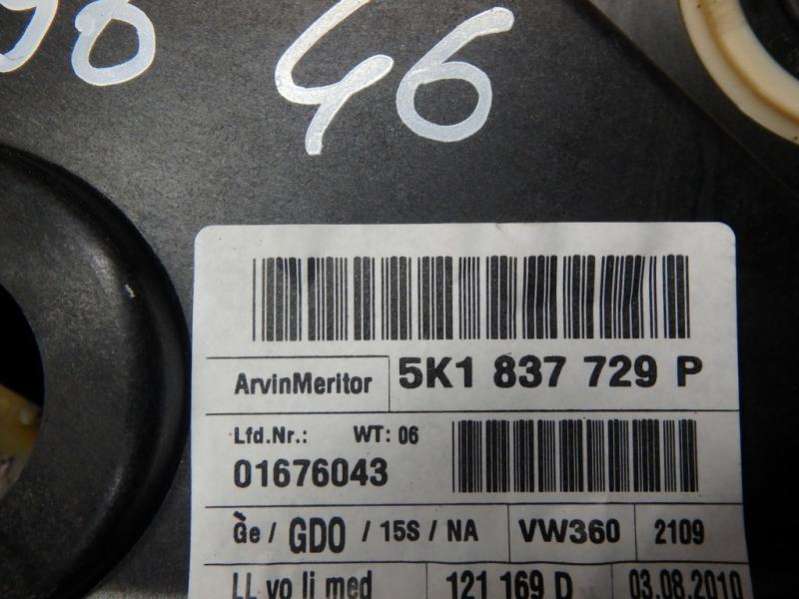 98 46
ArvinMeritor 5K1 837 729 P
Lfd.Nr.: WT: 06
01676043
Ge / GDO / 15S / NA VW360 2109
LL vo li med 121 169 D 03.08.2010